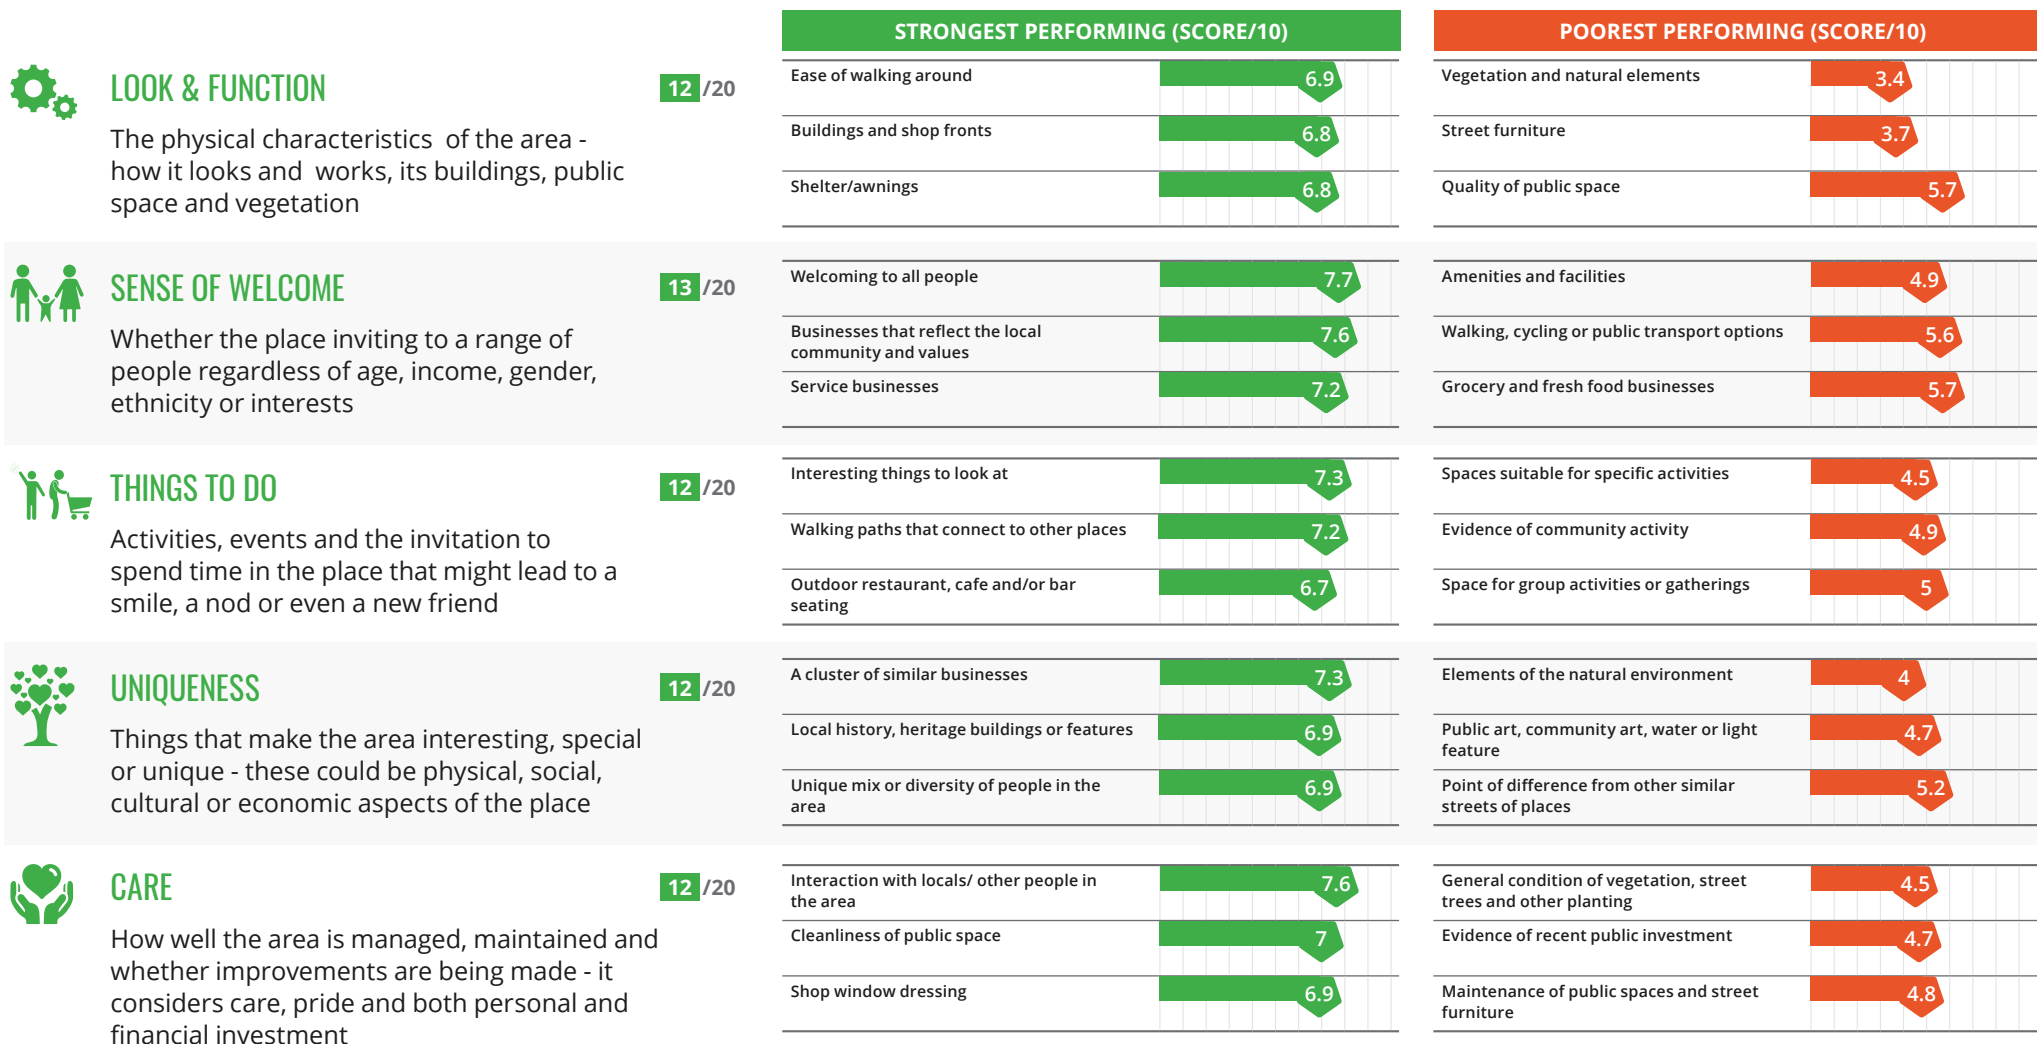 STRONGEST PERFORMING (SCORE/10)
POOREST PERFORMING (SCORE/10)
LOOK & FUNCTION
12 /20
The physical characteristics  of the area -
how it looks and  works, its buildings, public
space and vegetation
Ease of walking around
6.9
Buildings and shop fronts
6.8
Shelter/awnings
6.8
Vegetation and natural elements
3.4
Street furniture
3.7
Quality of public space
5.7
SENSE OF WELCOME
13 /20
Whether the place inviting to a range of
people regardless of age, income, gender,
ethnicity or interests
Welcoming to all people
7.7
Businesses that reflect the local
community and values
7.6
Service businesses
7.2
Amenities and facilities
4.9
Walking, cycling or public transport options
5.6
Grocery and fresh food businesses
5.7
THINGS TO DO
12 /20
Activities, events and the invitation to
spend time in the place that might lead to a
smile, a nod or even a new friend
Interesting things to look at
7.3
Walking paths that connect to other places
7.2
Outdoor restaurant, cafe and/or bar
seating
6.7
Spaces suitable for specific activities
4.5
Evidence of community activity
4.9
Space for group activities or gatherings
5
UNIQUENESS
12 /20
Things that make the area interesting, special
or unique - these could be physical, social,
cultural or economic aspects of the place
A cluster of similar businesses
7.3
Local history, heritage buildings or features
6.9
Unique mix or diversity of people in the
area
6.9
Elements of the natural environment
4
Public art, community art, water or light
feature
4.7
Point of difference from other similar
streets of places
5.2
CARE
12 /20
How well the area is managed, maintained and
whether improvements are being made - it
considers care, pride and both personal and
financial investment
Interaction with locals/ other people in
the area
7.6
Cleanliness of public space
7
Shop window dressing
6.9
General condition of vegetation, street
trees and other planting
4.5
Evidence of recent public investment
4.7
Maintenance of public spaces and street
furniture
4.8